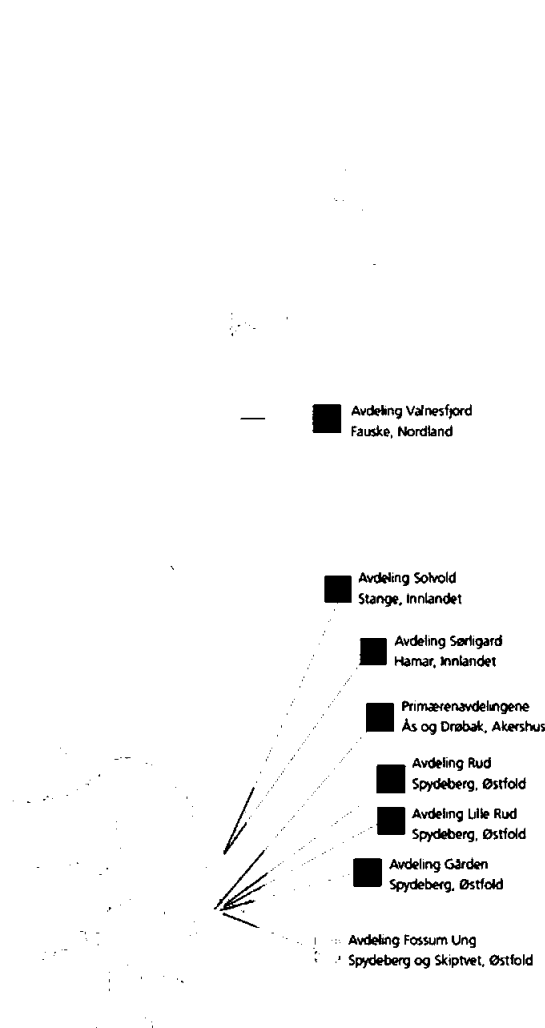 Avdeling Valnesfjord
Fauske, Nordland
Avdeling Solvold
Stange, Innlandet
Avdeling Sørligard
Hamar, Innlandet
Primærenavdelingene
Ås og Drøbak, Akershus
Avdeling Rud
Spydeberg, Østfold
Avdeling Lille Rud
Spydeberg, Østfold
Avdeling Gården
Spydeberg, Østfold
Avdeling Fossum Ung
Spydeberg og Skiptvet, Østfold